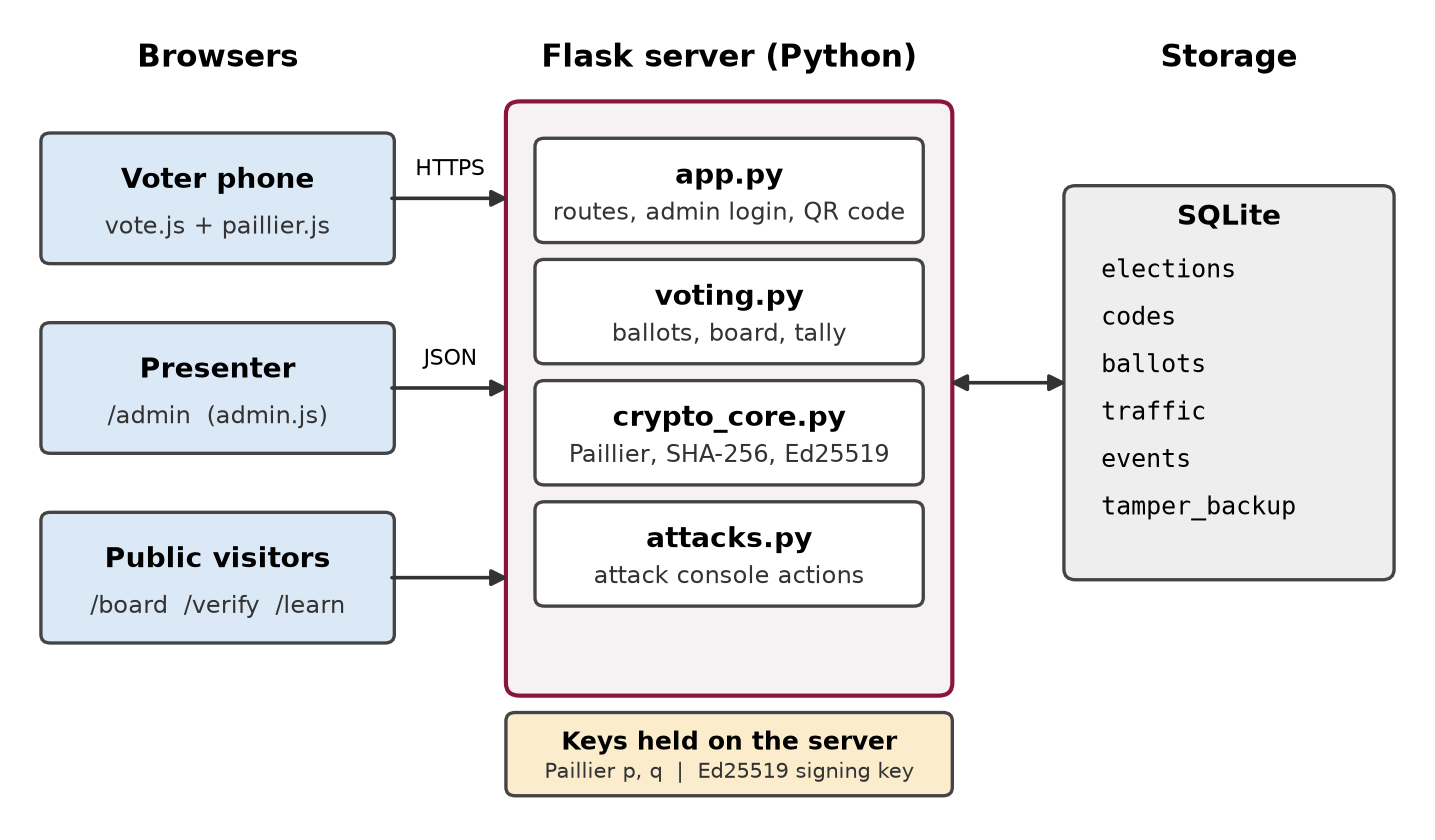 Browsers
Flask server (Python)
Storage
Voter phone
vote.js + paillier.js
HTTPS
Presenter
/admin  (admin.js)
JSON
Public visitors
/board  /verify  /learn
app.py
routes, admin login, QR code
voting.py
ballots, board, tally
crypto_core.py
Paillier, SHA-256, Ed25519
attacks.py
attack console actions
Keys held on the server
Paillier p, q  |  Ed25519 signing key
SQLite
elections
codes
ballots
traffic
events
tamper_backup